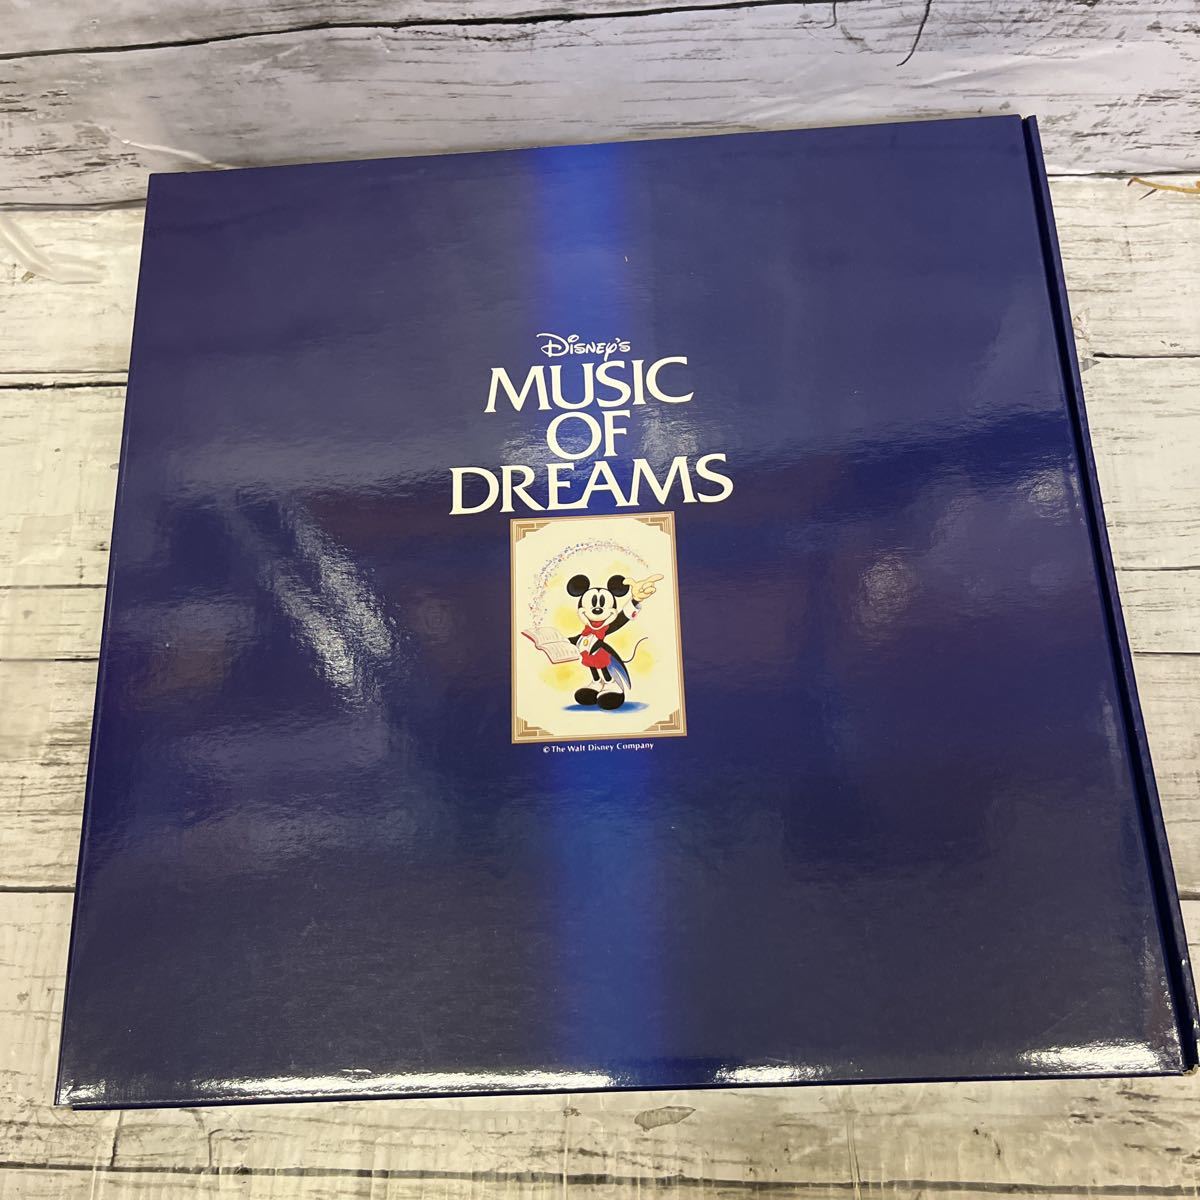 Disney's
MUSIC
OF
DREAMS
© The Walt Disney Company